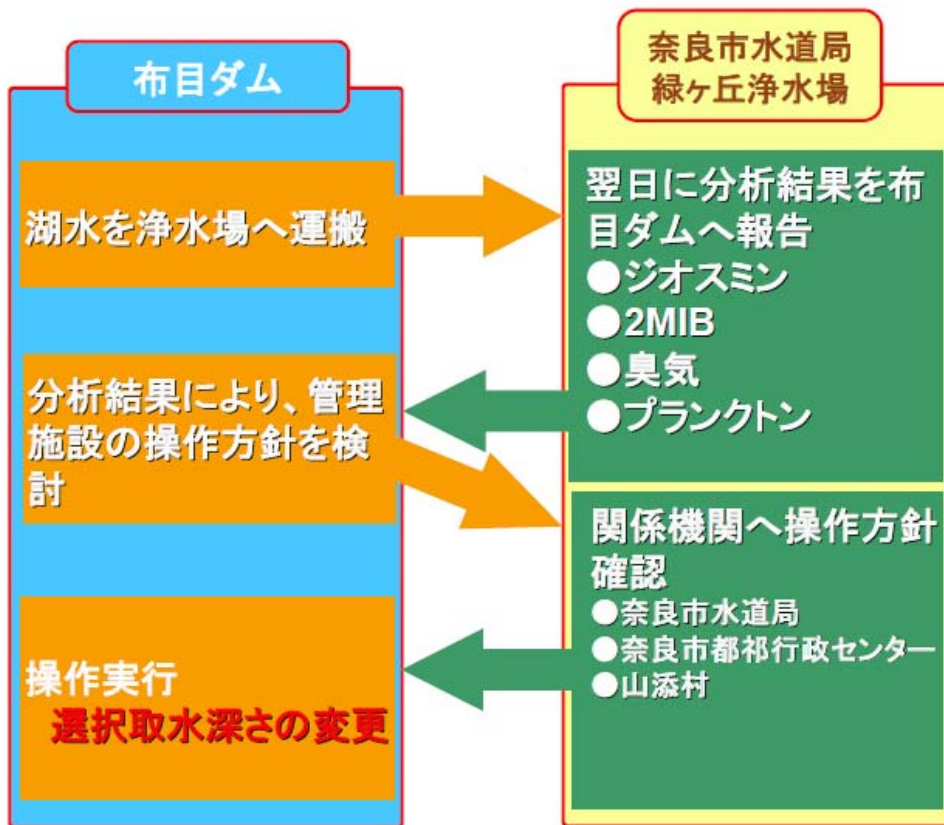 布目ダム
湖水を浄水場へ運搬
分析結果により、管理
施設の操作方針を検
討
操作実行
選択取水深さの変更
奈良市水道局
緑ヶ丘浄水場
翌日に分析結果を布
目ダムへ報告
●ジオスミン
●2MIB
●臭気
●プランクトン
関係機関へ操作方針
確認
●奈良市水道局
●奈良市都祁行政センター
●山添村